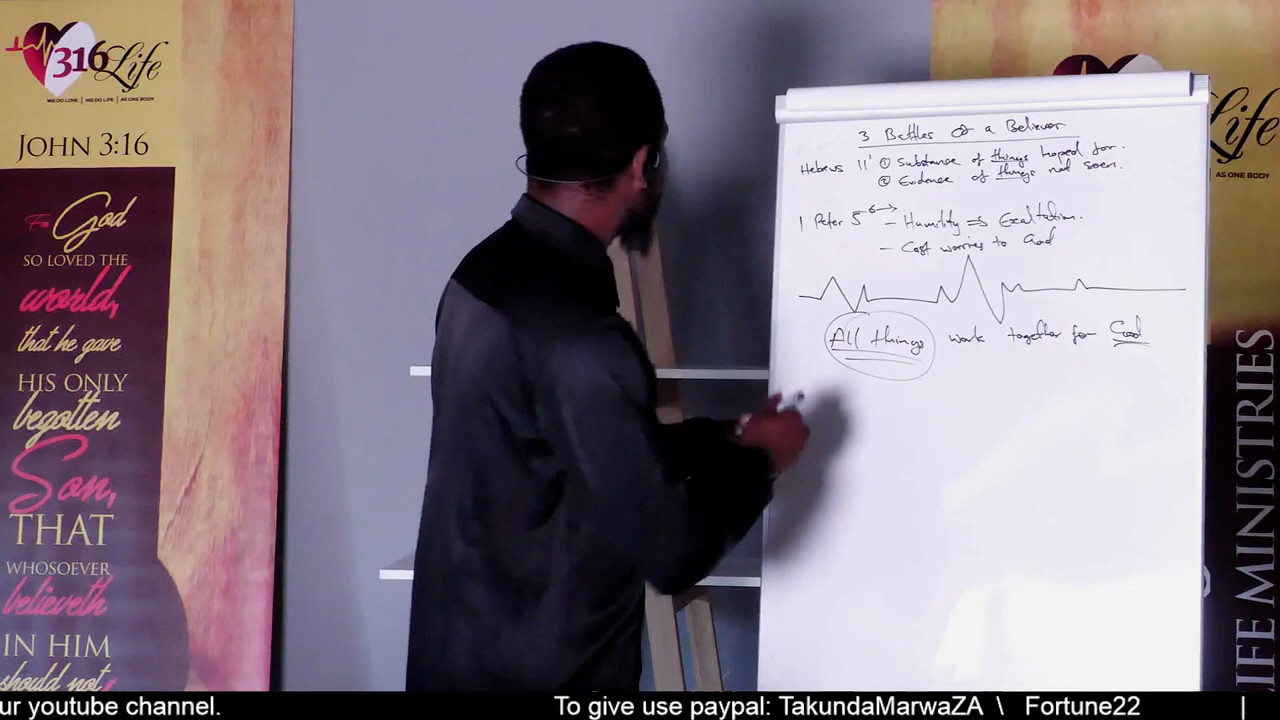 316 Life
WE DO LOVE | WE DO LIFE | AS ONE BODY
JOHN 3:16
For God
SO LOVED THE
world,
that he gave
HIS ONLY
begotten
Son,
THAT
WHOSOEVER
believeth
IN HIM
should not
3 Battles of a Believer
Hebrews 11¹ ① Substance of things hoped for.
② Evidence of things not seen.
1 Peter 5⁶→ – Humility ⇒ Exaltation.
– Cast worries to God
All things work together for Good
Life
AS ONE BODY
LIFE MINISTRIES
ur youtube channel. To give use paypal: TakundaMarwaZA \ Fortune22 |